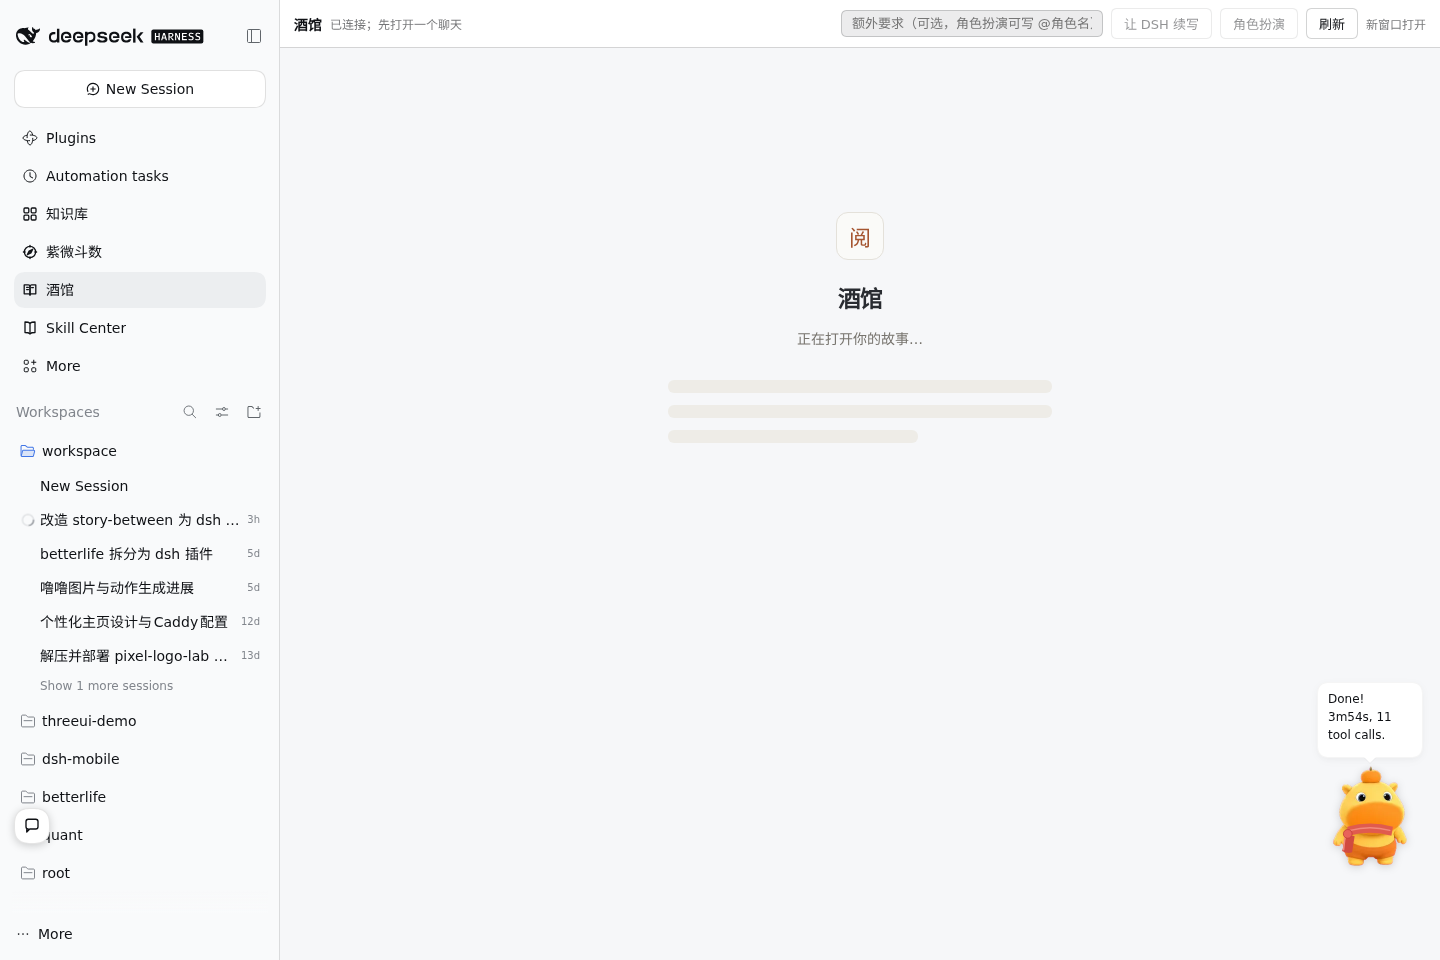 deepseek HARNESS
New Session
Plugins
Automation tasks
知识库
紫微斗数
酒馆
Skill Center
More
Workspaces
workspace
New Session
改造 story-between 为 dsh ... 3h
betterlife 拆分为 dsh 插件 5d
噜噜图片与动作生成进展 5d
个性化主页设计与Caddy配置 12d
解压并部署 pixel-logo-lab ... 13d
Show 1 more sessions
threeui-demo
dsh-mobile
betterlife
quant
root
More
酒馆 已连接；先打开一个聊天
额外要求（可选，角色扮演可写 @角色名
让 DSH 续写
角色扮演
刷新
新窗口打开
阅
酒馆
正在打开你的故事...
Done!
3m54s, 11
tool calls.